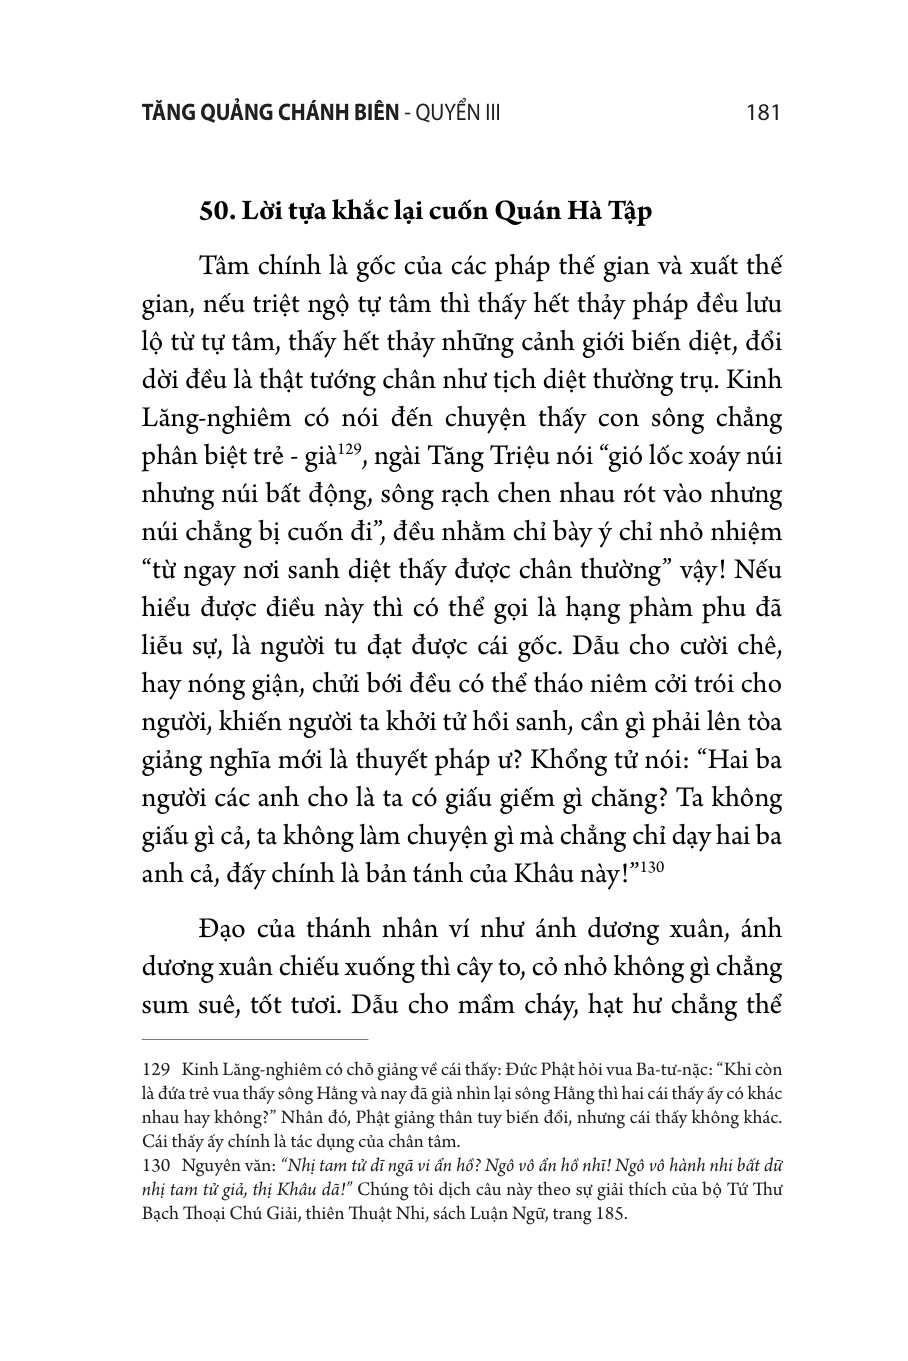 TĂNG QUẢNG CHÁNH BIÊN - QUYỂN III 181
50. Lời tựa khắc lại cuốn Quán Hà Tập
Tâm chính là gốc của các pháp thế gian và xuất thế
gian, nếu triệt ngộ tự tâm thì thấy hết thảy pháp đều lưu
lộ từ tự tâm, thấy hết thảy những cảnh giới biến diệt, đổi
dời đều là thật tướng chân như tịch diệt thường trụ. Kinh
Lăng-nghiêm có nói đến chuyện thấy con sông chẳng
phân biệt trẻ - già129, ngài Tăng Triệu nói “gió lốc xoáy núi
nhưng núi bất động, sông rạch chen nhau rót vào nhưng
núi chẳng bị cuốn đi”, đều nhằm chỉ bày ý chỉ nhỏ nhiệm
“từ ngay nơi sanh diệt thấy được chân thường” vậy! Nếu
hiểu được điều này thì có thể gọi là hạng phàm phu đã
liễu sự, là người tu đạt được cái gốc. Dẫu cho cười chê,
hay nóng giận, chửi bới đều có thể tháo niêm cởi trói cho
người, khiến người ta khởi tử hồi sanh, cần gì phải lên tòa
giảng nghĩa mới là thuyết pháp ư? Khổng tử nói: “Hai ba
người các anh cho là ta có giấu giếm gì chăng? Ta không
giấu gì cả, ta không làm chuyện gì mà chẳng chỉ dạy hai ba
anh cả, đấy chính là bản tánh của Khâu này!”130
Đạo của thánh nhân ví như ánh dương xuân, ánh
dương xuân chiếu xuống thì cây to, cỏ nhỏ không gì chẳng
sum suê, tốt tươi. Dẫu cho mầm cháy, hạt hư chẳng thể
129 Kinh Lăng-nghiêm có chỗ giảng về cái thấy: Đức Phật hỏi vua Ba-tư-nặc: “Khi còn
là đứa trẻ vua thấy sông Hằng và nay đã già nhìn lại sông Hằng thì hai cái thấy ấy có khác
nhau hay không?” Nhân đó, Phật giảng thân tuy biến đổi, nhưng cái thấy không khác.
Cái thấy ấy chính là tác dụng của chân tâm.
130 Nguyên văn: “Nhị tam tử dĩ ngã vi ẩn hồ? Ngô vô ẩn hồ nhĩ! Ngô vô hành nhi bất dữ
nhị tam tử giả, thị Khâu dã!” Chúng tôi dịch câu này theo sự giải thích của bộ Tứ Thư
Bạch Thoại Chú Giải, thiên Thuật Nhi, sách Luận Ngữ, trang 185.